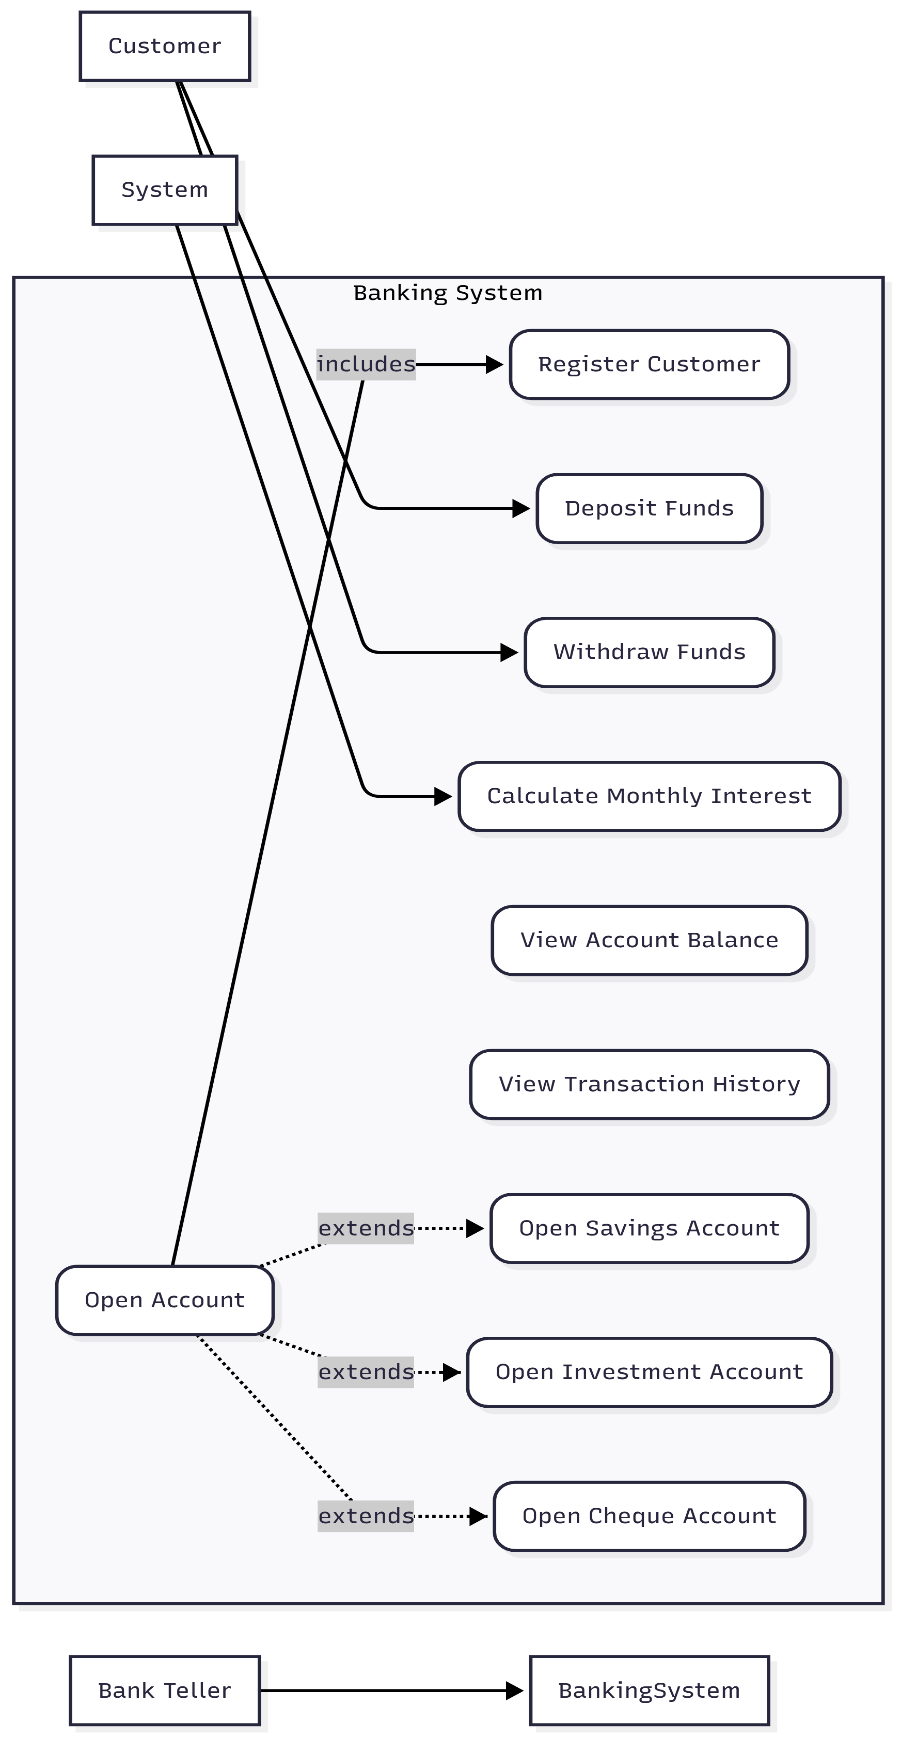 Customer
System
Banking System
includes
Register Customer
Deposit Funds
Withdraw Funds
Calculate Monthly Interest
View Account Balance
View Transaction History
extends
Open Savings Account
Open Account
extends
Open Investment Account
extends
Open Cheque Account
Bank Teller
BankingSystem